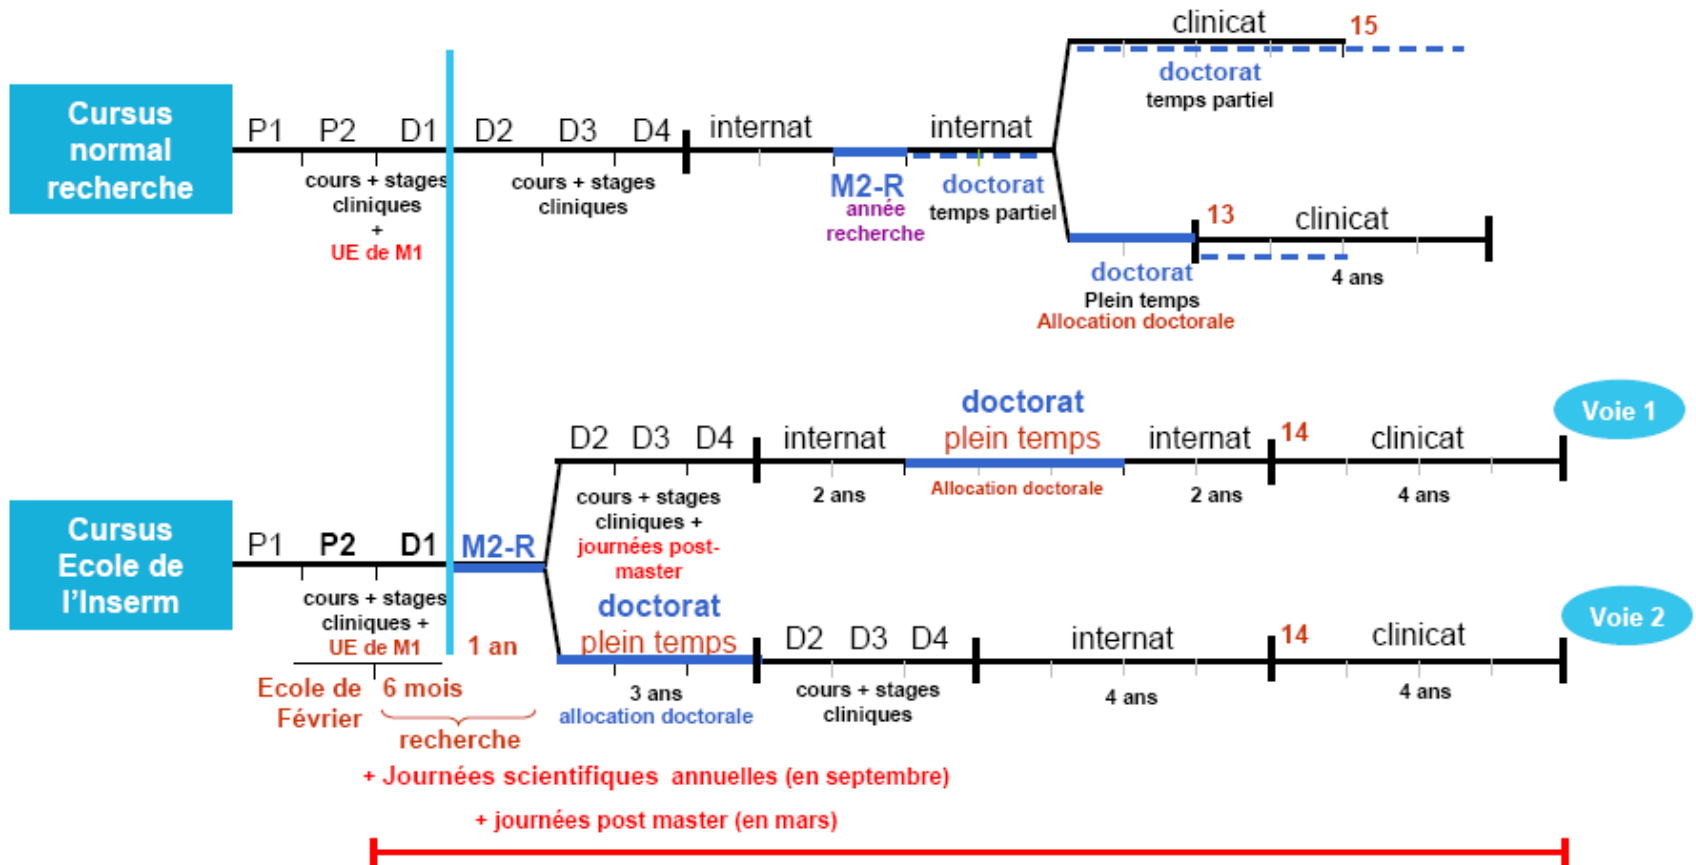 clinicat 15
doctorat
temps partiel
Cursus
normal
recherche
P1 P2 D1 D2 D3 D4 internat internat
cours + stages
cliniques
+
UE de M1
cours + stages
cliniques
M2-R
année
recherche
doctorat
temps partiel
13 clinicat
doctorat
Plein temps
Allocation doctorale
4 ans
Voie 1
D2 D3 D4 internat
doctorat
plein temps
internat 14 clinicat
cours + stages
cliniques +
journées post-
master
2 ans
Allocation doctorale
2 ans
4 ans
Cursus
Ecole de
l'Inserm
P1 P2 D1 M2-R
cours + stages
cliniques +
UE de M1
1 an
Ecole de
Février
6 mois
recherche
Voie 2
doctorat
plein temps
D2 D3 D4 internat 14 clinicat
3 ans
allocation doctorale
cours + stages
cliniques
4 ans
4 ans
+ Journées scientifiques annuelles (en septembre)
+ journées post master (en mars)